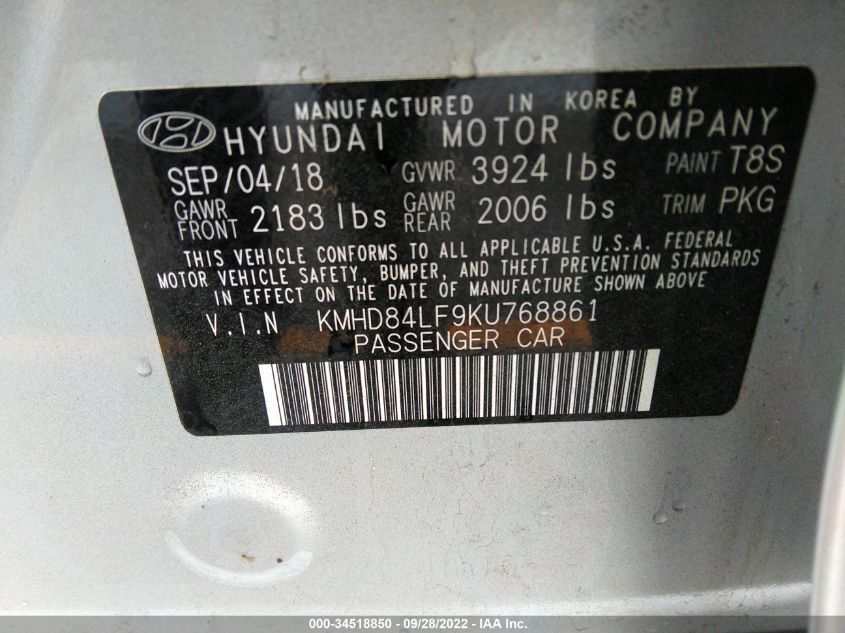 MANUFACTURED IN KOREA BY
HYUNDAI MOTOR COMPANY
SEP/04/18 GVWR 3924 lbs PAINT T8S
GAWR FRONT 2183 lbs GAWR REAR 2006 lbs TRIM PKG
THIS VEHICLE CONFORMS TO ALL APPLICABLE U.S.A. FEDERAL
MOTOR VEHICLE SAFETY, BUMPER, AND THEFT PREVENTION STANDARDS
IN EFFECT ON THE DATE OF MANUFACTURE SHOWN ABOVE
V.I.N KMHD84LF9KU768861
PASSENGER CAR
000-34518850 - 09/28/2022 - IAA Inc.